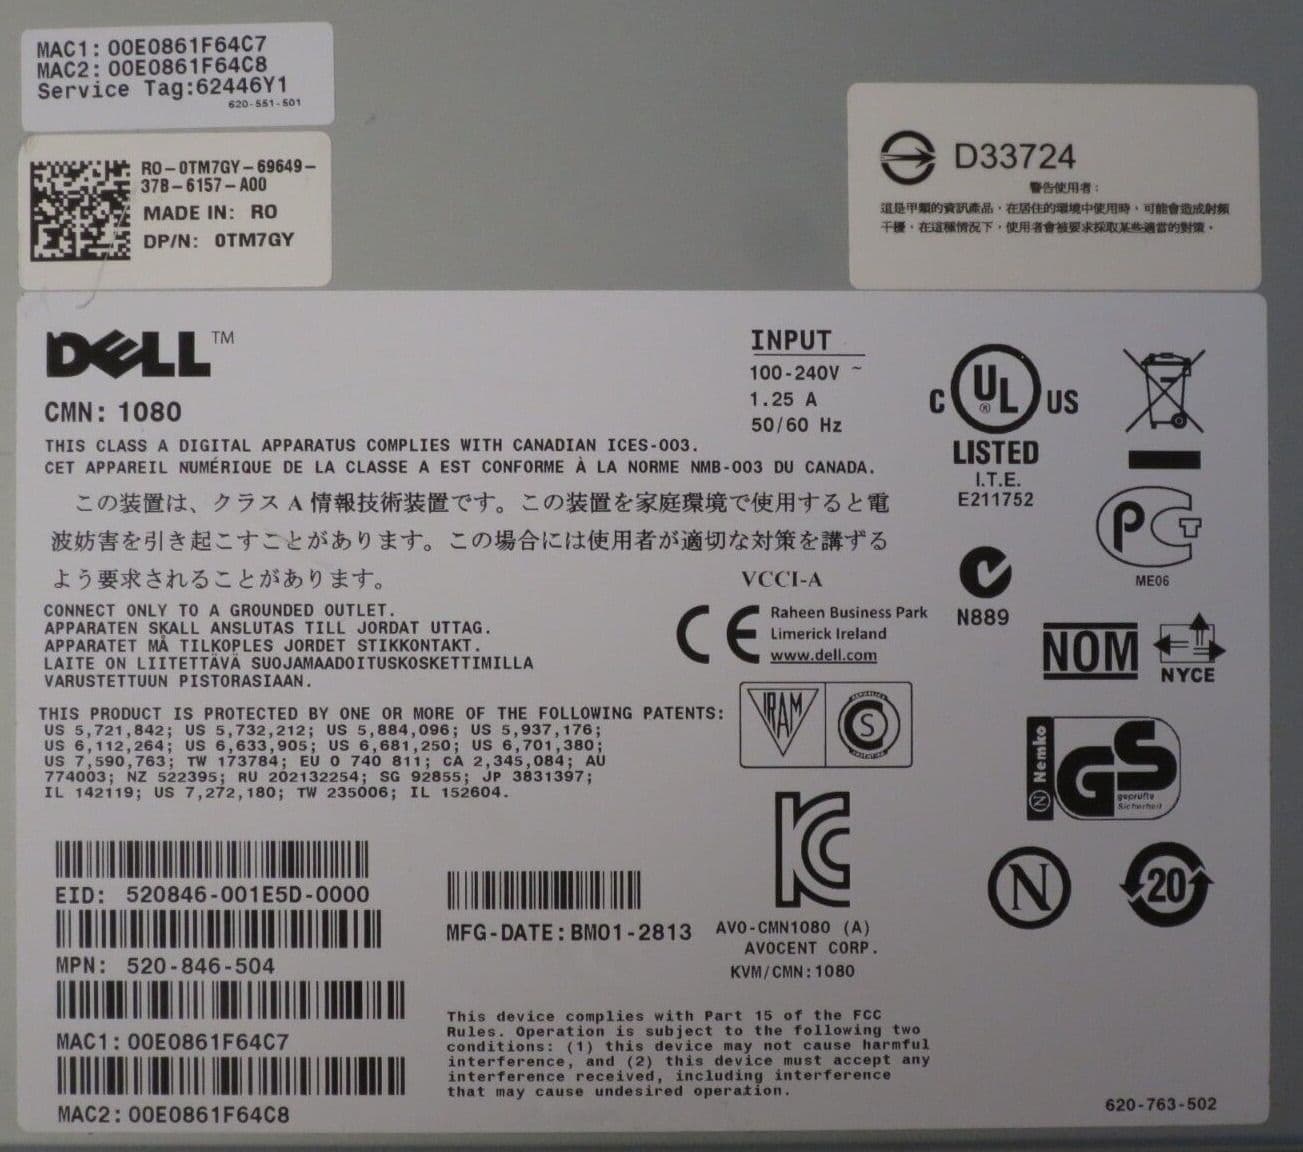 MAC1: 00E0861F64C7
MAC2: 00E0861F64C8
Service Tag:62446Y1
620-551-501
RO-0TM7GY-69649-
37B-6157-A00
MADE IN: RO
DP/N: 0TM7GY
D33724
警告使用者:
這是甲類的資訊產品，在居住的環境中使用時，可能會造成射頻
干擾，在這種情況下，使用者會被要求採取某些適當的對策。
DELL™
CMN: 1080
THIS CLASS A DIGITAL APPARATUS COMPLIES WITH CANADIAN ICES-003.
CET APPAREIL NUMÉRIQUE DE LA CLASSE A EST CONFORME À LA NORME NMB-003 DU CANADA.
この装置は、クラス A 情報技術装置です。この装置を家庭環境で使用すると電
波妨害を引き起こすことがあります。この場合には使用者が適切な対策を講ずる
よう要求されることがあります。
VCCI-A
CONNECT ONLY TO A GROUNDED OUTLET.
APPARATEN SKALL ANSLUTAS TILL JORDAT UTTAG.
APPARATET MÅ TILKOPLES JORDET STIKKONTAKT.
LAITE ON LIITETTÄVÄ SUOJAMAADOITUSKOSKETTIMILLA
VARUSTETTUUN PISTORASIAAN.
THIS PRODUCT IS PROTECTED BY ONE OR MORE OF THE FOLLOWING PATENTS:
US 5,721,842; US 5,732,212; US 5,884,096; US 5,937,176;
US 6,112,264; US 6,633,905; US 6,681,250; US 6,701,380;
US 7,590,763; TW 173784; EU 0 740 811; CA 2,345,084; AU
774003; NZ 522395; RU 202132254; SG 92855; JP 3831397;
IL 142119; US 7,272,180; TW 235006; IL 152604.
INPUT
100-240V ~
1.25 A
50/60 Hz
C UL ® US
LISTED
I.T.E.
E211752
PCT
ME06
N889
CE
Raheen Business Park
Limerick Ireland
www.dell.com
NOM
NYCE
IRAM
S
Nemko
N
GS
geprüfte
Sicherheit
KC
N
20
EID: 520846-001E5D-0000
MPN: 520-846-504
MAC1: 00E0861F64C7
MAC2: 00E0861F64C8
MFG-DATE: BM01-2813
AVO-CMN1080 (A)
AVOCENT CORP.
KVM/CMN: 1080
This device complies with Part 15 of the FCC
Rules. Operation is subject to the following two
conditions: (1) this device may not cause harmful
interference, and (2) this device must accept any
interference received, including interference
that may cause undesired operation.
620-763-502